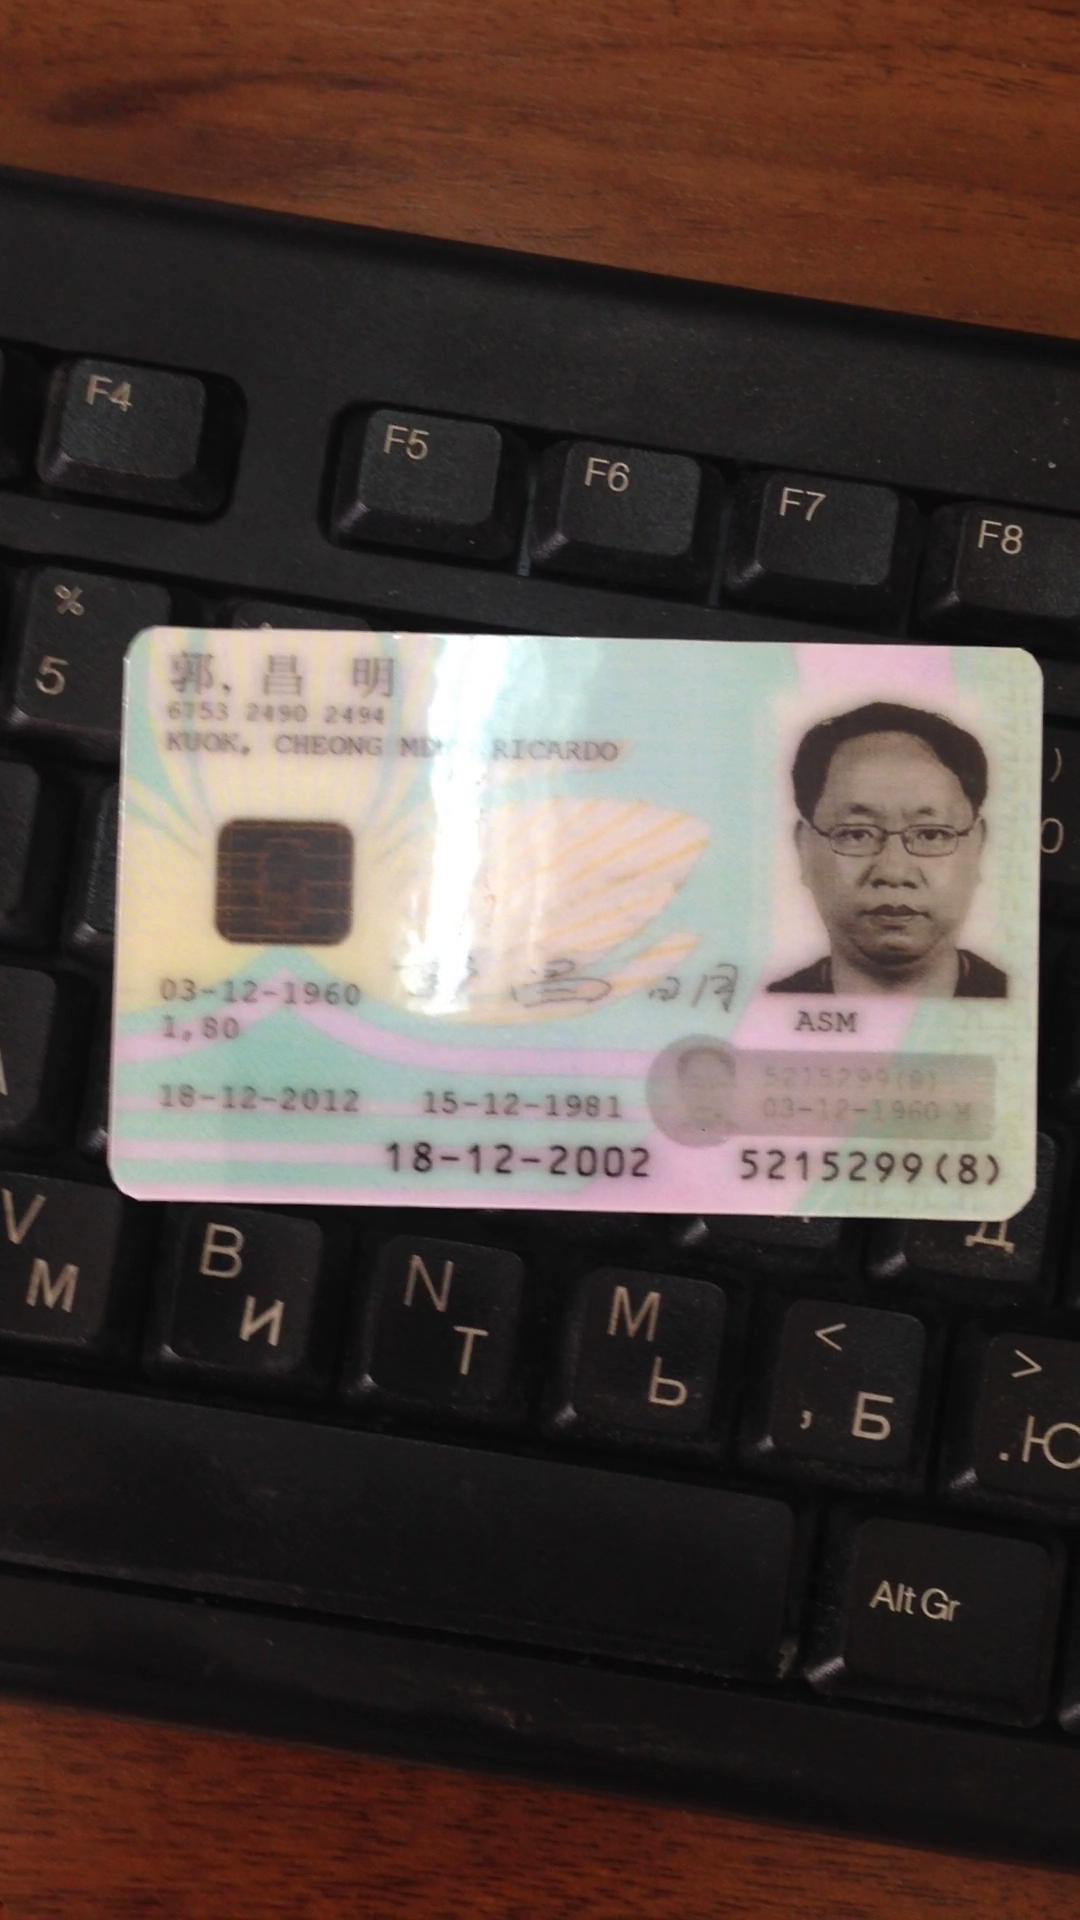 F4
F5
F6
F7
F8
%
5
)
0
郭, 昌 明
6753 2490 2494
KUOK, CHEONG RICARDO
03-12-1960
1,80
ASM
5215299(8)
03-12-1960 M
18-12-2012 15-12-1981
18-12-2002 5215299(8)
V
М
B
И
N
Т
M
Ь
<
, Б
>
. Ю
Д
Alt Gr